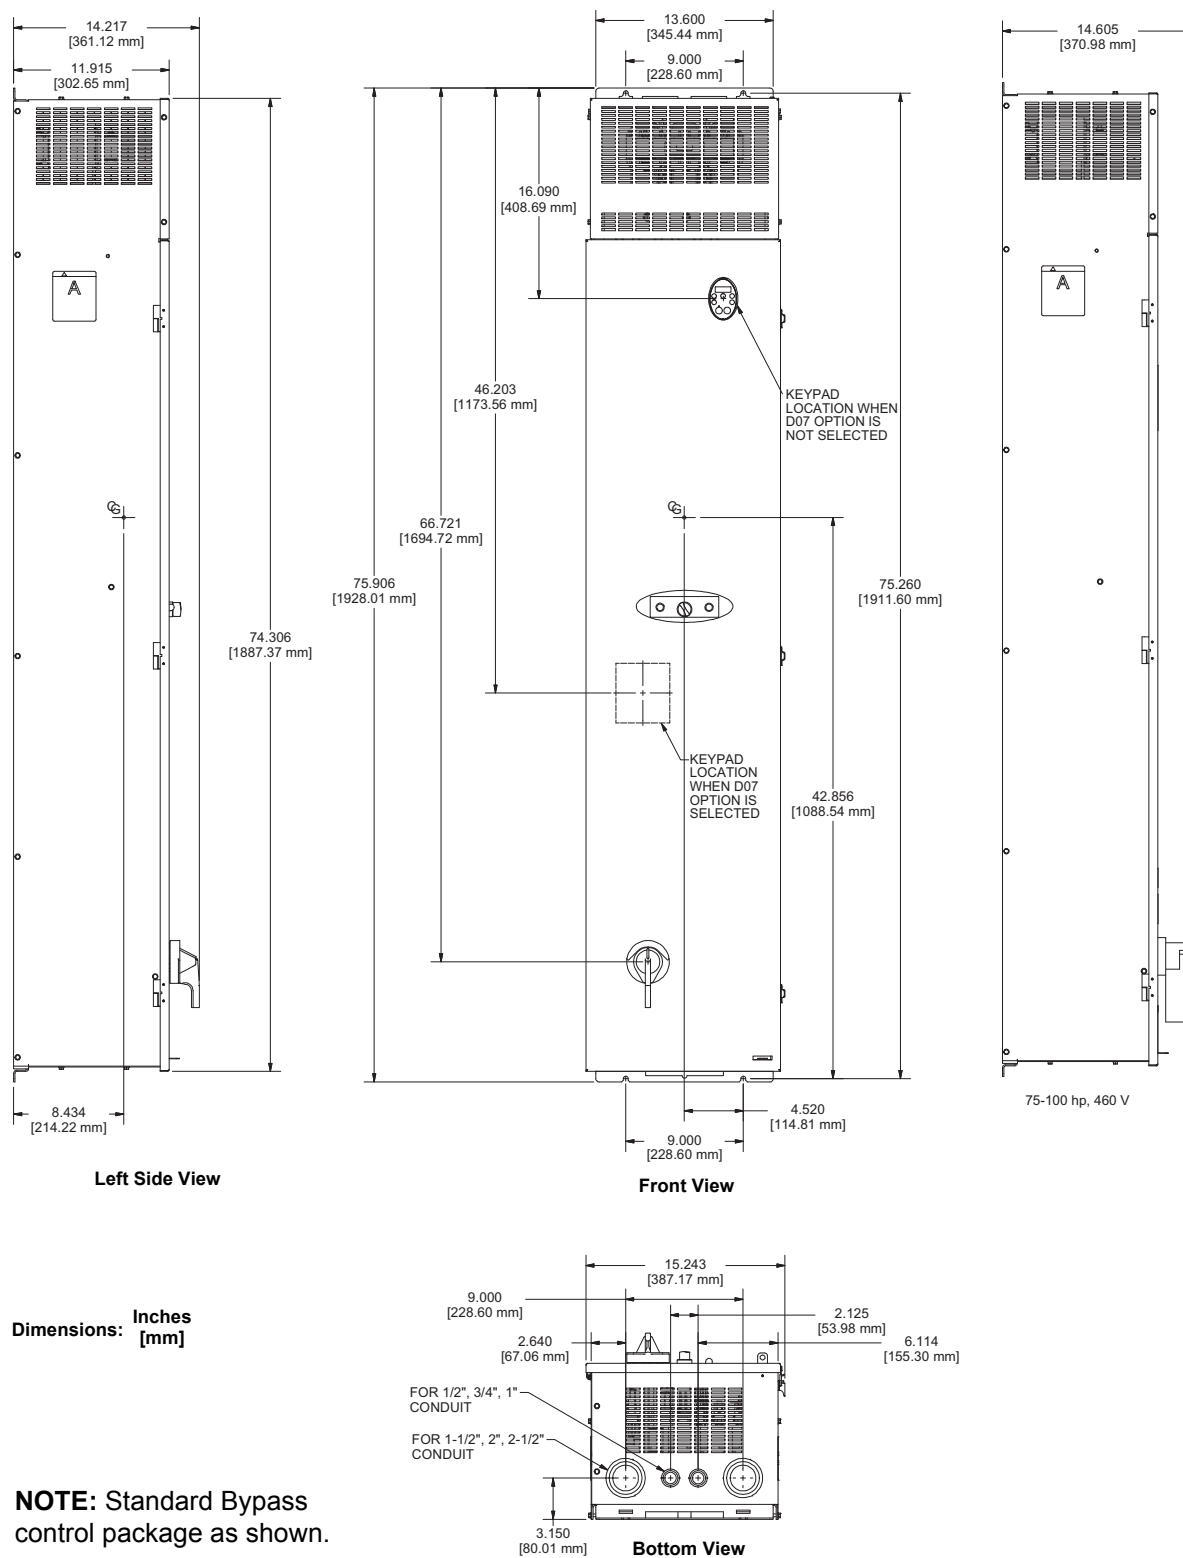 14.217
[361.12 mm]
11.915
[302.65 mm]
13.600
[345.44 mm]
9.000
[228.60 mm]
14.605
[370.98 mm]
16.090
[408.69 mm]
A
A
46.203
[1173.56 mm]
KEYPAD
LOCATION WHEN
D07 OPTION IS
NOT SELECTED
CG
CG
66.721
[1694.72 mm]
75.906
[1928.01 mm]
75.260
[1911.60 mm]
74.306
[1887.37 mm]
KEYPAD
LOCATION
WHEN D07
OPTION IS
SELECTED
42.856
[1088.54 mm]
8.434
[214.22 mm]
4.520
[114.81 mm]
9.000
[228.60 mm]
75-100 hp, 460 V
Left Side View
Front View
15.243
[387.17 mm]
9.000
[228.60 mm]
2.125
[53.98 mm]
2.640
[67.06 mm]
6.114
[155.30 mm]
Dimensions: Inches
[mm]
FOR 1/2", 3/4", 1"
CONDUIT
FOR 1-1/2", 2", 2-1/2"
CONDUIT
3.150
[80.01 mm]
Bottom View
NOTE: Standard Bypass
control package as shown.